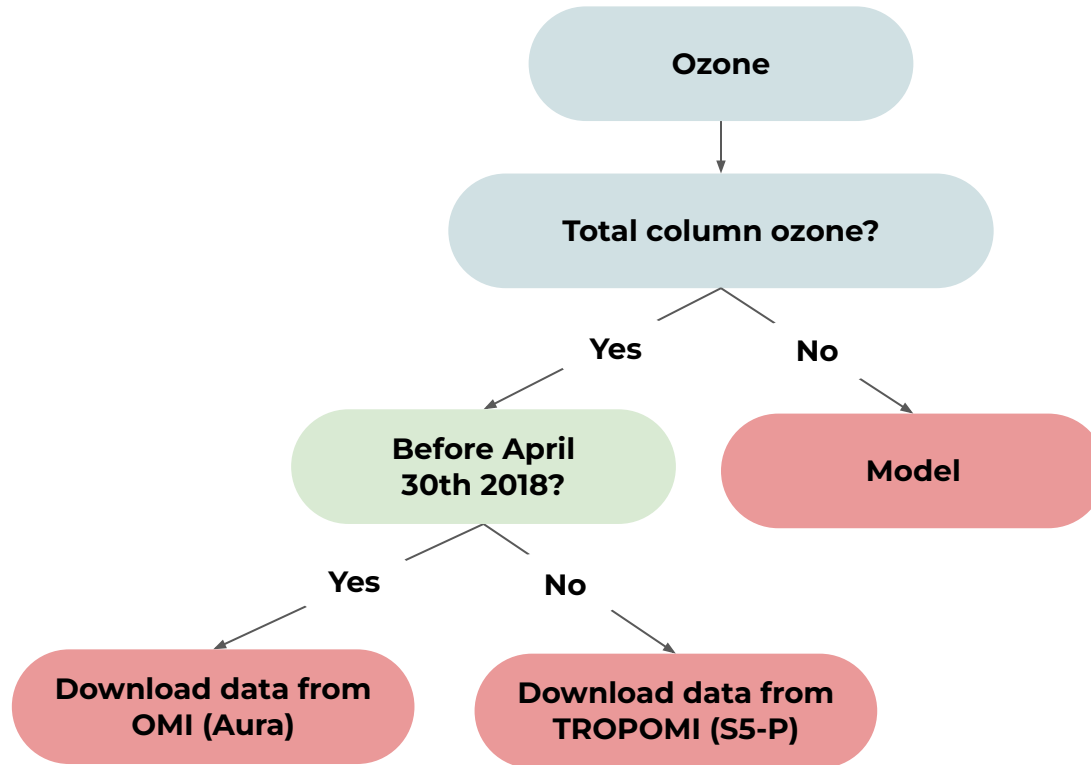 Ozone
Total column ozone?
Yes
No
Before April
30th 2018?
Model
Yes
No
Download data from
OMI (Aura)
Download data from
TROPOMI (S5-P)